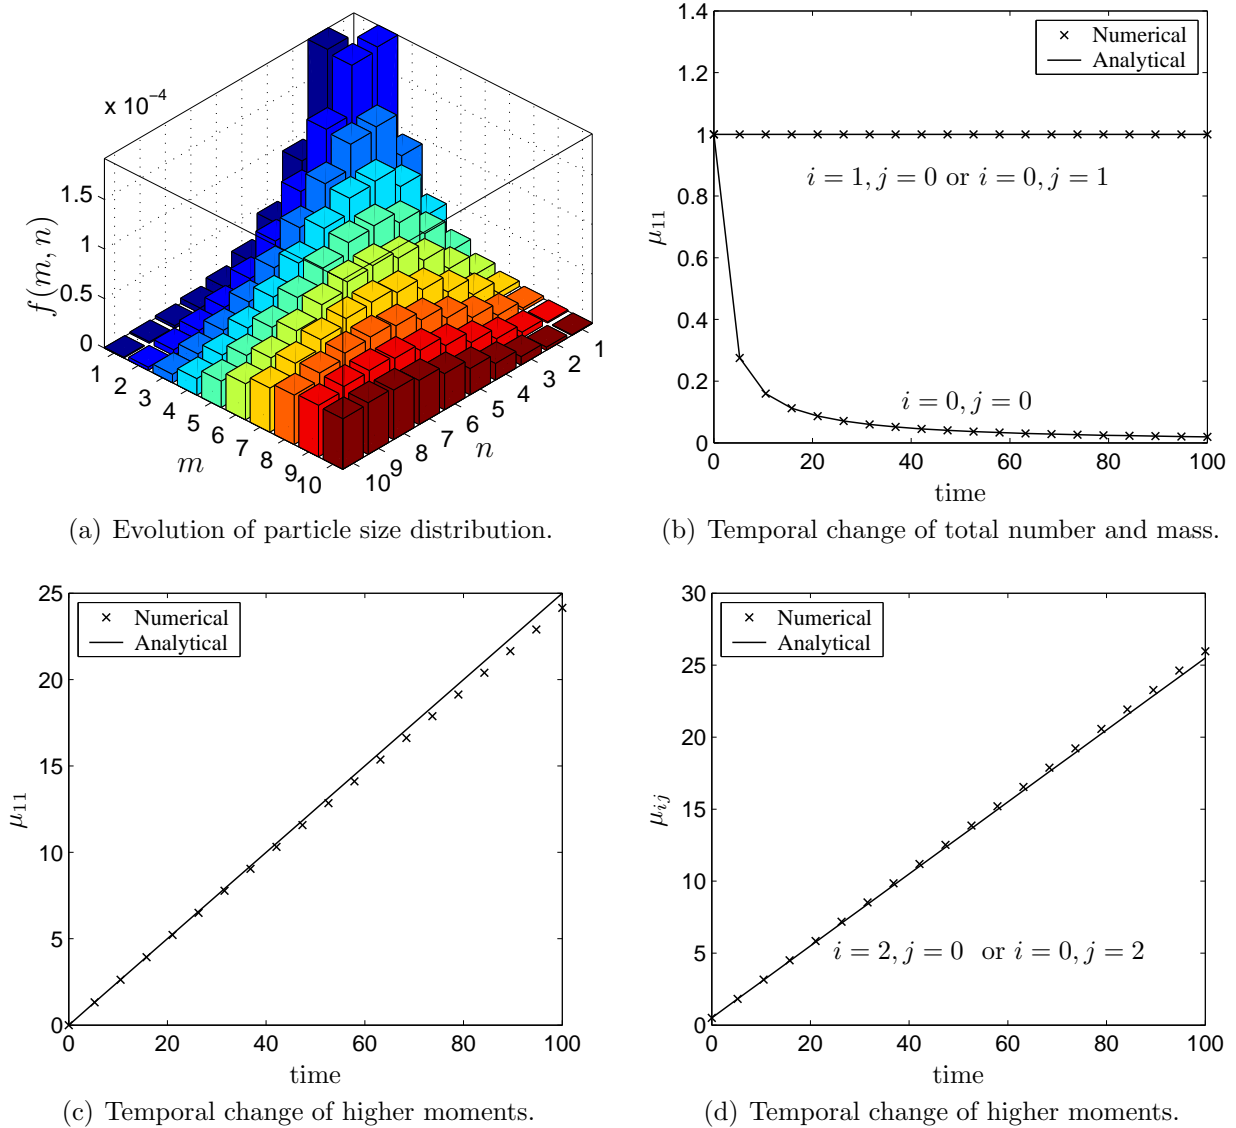 x 10⁻⁴
1.5
1
0.5
0
f(m, n)
1 2 3 4 5 6 7 8 9 10
m
10 9 8 7 6 5 4 3 2 1
n
(a) Evolution of particle size distribution.
1.4
1.2
1
0.8
0.6
0.4
0.2
0
μ₁₁
Numerical
Analytical
i = 1, j = 0 or i = 0, j = 1
i = 0, j = 0
0 20 40 60 80 100
time
(b) Temporal change of total number and mass.
25
20
15
10
5
0
μ₁₁
Numerical
Analytical
0 20 40 60 80 100
time
(c) Temporal change of higher moments.
30
25
20
15
10
5
0
μᵢⱼ
Numerical
Analytical
i = 2, j = 0 or i = 0, j = 2
0 20 40 60 80 100
time
(d) Temporal change of higher moments.